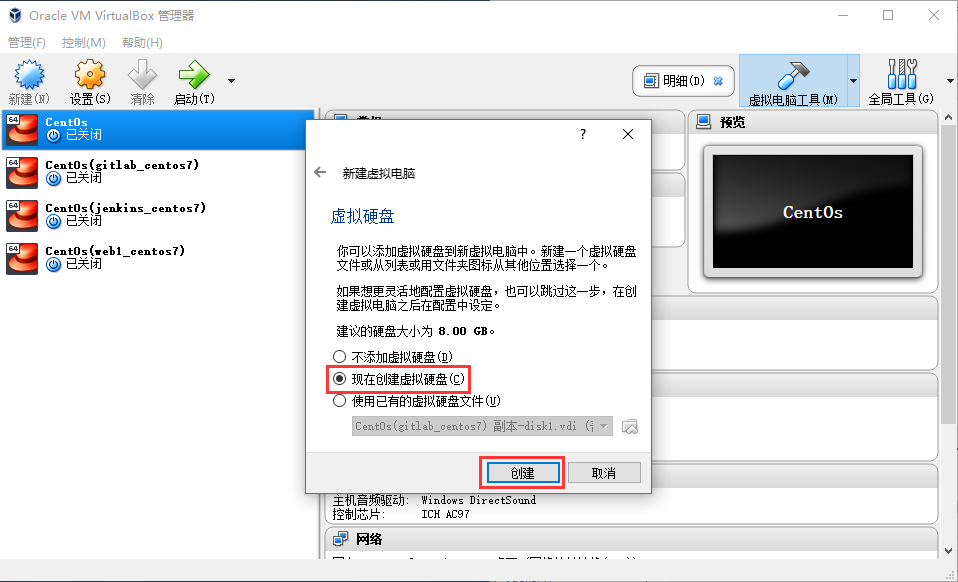 Oracle VM VirtualBox 管理器
管理(F) 控制(M) 帮助(H)
新建(N) 设置(S) 清除 启动(T) 明细(D) 虚拟电脑工具(M) 全局工具(G)
64 CentOs
已关闭
64 CentOs(gitlab_centos7)
已关闭
64 CentOs(jenkins_centos7)
已关闭
64 CentOs(web1_centos7)
已关闭
预览
CentOs
?
新建虚拟电脑
虚拟硬盘
你可以添加虚拟硬盘到新虚拟电脑中。新建一个虚拟硬盘
文件或从列表或用文件夹图标从其他位置选择一个。
如果想更灵活地配置虚拟硬盘，也可以跳过这一步，在创
建虚拟电脑之后在配置中设定。
建议的硬盘大小为 8.00 GB。
不添加虚拟硬盘(D)
现在创建虚拟硬盘(C)
使用已有的虚拟硬盘文件(U)
CentOs(gitlab_centos7) 副本-disk1.vdi
创建 取消
主机音频驱动: Windows DirectSound
控制芯片: ICH AC97
网络